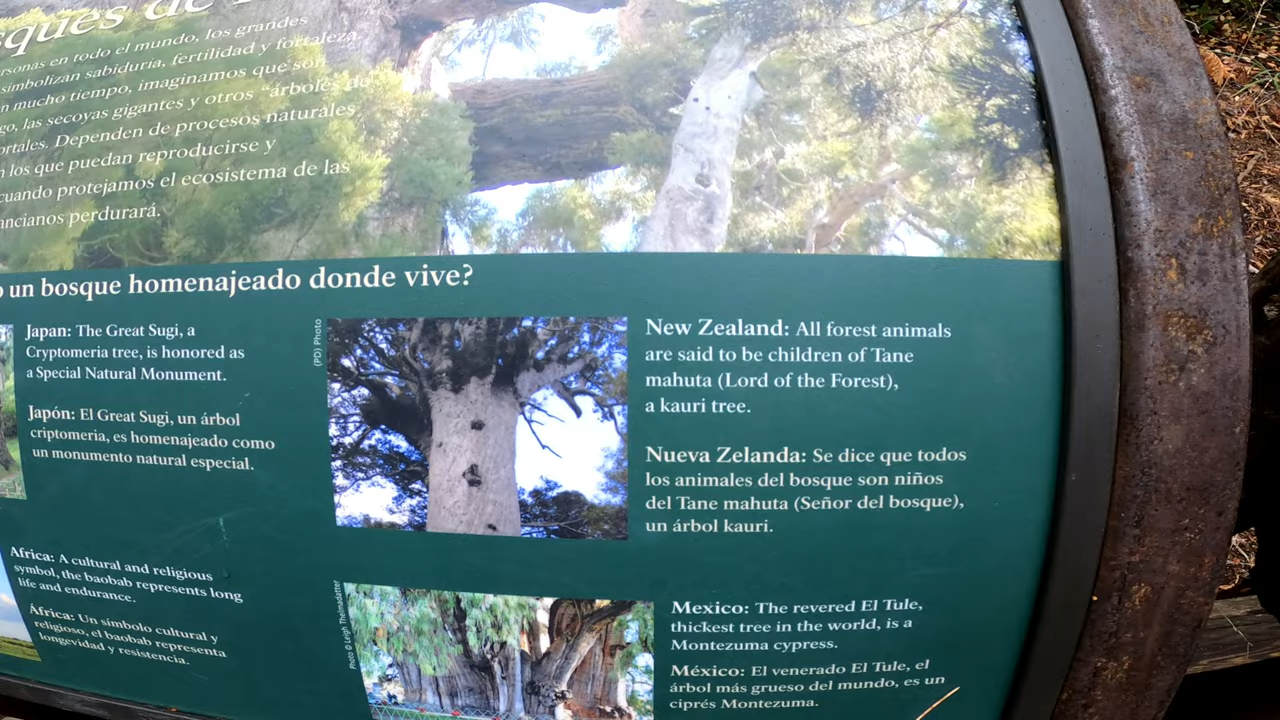 sques de
rsonas en todo el mundo, los grandes
simbolizan sabiduría, fertilidad y fortaleza.
n mucho tiempo, imaginamos que son
go, las secoyas gigantes y otros "árboles de
ortales. Dependen de procesos naturales
n los que puedan reproducirse y
cuando protejamos el ecosistema de las
ancianos perdurará.
o un bosque homenajeado donde vive?
Japan: The Great Sugi, a
Cryptomeria tree, is honored as
a Special Natural Monument.
Japón: El Great Sugi, un árbol
criptomeria, es homenajeado como
un monumento natural especial.
(PD) Photo
New Zealand: All forest animals
are said to be children of Tane
mahuta (Lord of the Forest),
a kauri tree.
Nueva Zelanda: Se dice que todos
los animales del bosque son niños
del Tane mahuta (Señor del bosque),
un árbol kauri.
Africa: A cultural and religious
symbol, the baobab represents long
life and endurance.
África: Un símbolo cultural y
religioso, el baobab representa
longevidad y resistencia.
Photo © Leigh Thelmadatter
Mexico: The revered El Tule,
thickest tree in the world, is a
Montezuma cypress.
México: El venerado El Tule, el
árbol más grueso del mundo, es un
ciprés Montezuma.